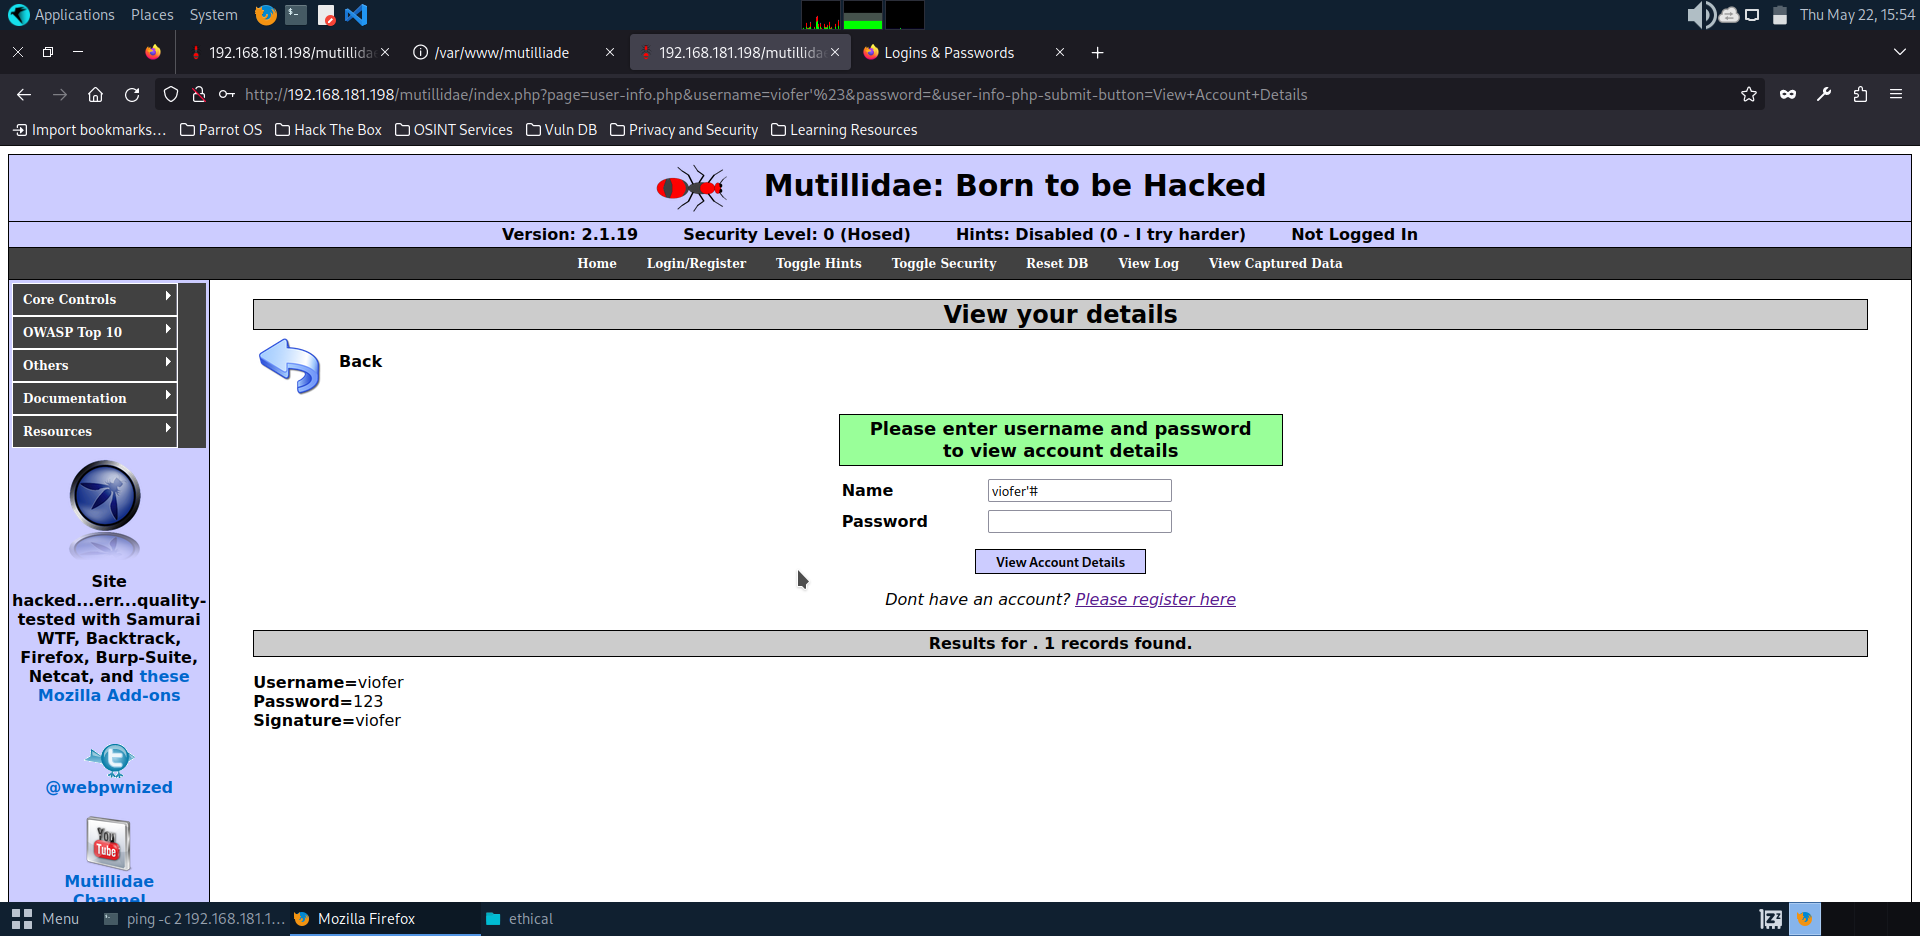 Applications Places System Thu May 22, 15:54
192.168.181.198/mutillida /var/www/mutilliade 192.168.181.198/mutillida Logins & Passwords
http://192.168.181.198/mutillidae/index.php?page=user-info.php&username=viofer'%23&password=&user-info-php-submit-button=View+Account+Details
Import bookmarks... Parrot OS Hack The Box OSINT Services Vuln DB Privacy and Security Learning Resources
Mutillidae: Born to be Hacked
Version: 2.1.19 Security Level: 0 (Hosed) Hints: Disabled (0 - I try harder) Not Logged In
Home Login/Register Toggle Hints Toggle Security Reset DB View Log View Captured Data
Core Controls
OWASP Top 10
Others
Documentation
Resources
Site
hacked...err...quality-
tested with Samurai
WTF, Backtrack,
Firefox, Burp-Suite,
Netcat, and these
Mozilla Add-ons
@webpwnized
You
Tube
Mutillidae
Channel
View your details
Back
Please enter username and password
to view account details
Name viofer'#
Password
View Account Details
Dont have an account? Please register here
Results for . 1 records found.
Username=viofer
Password=123
Signature=viofer
Menu ping -c 2 192.168.181.1... Mozilla Firefox ethical